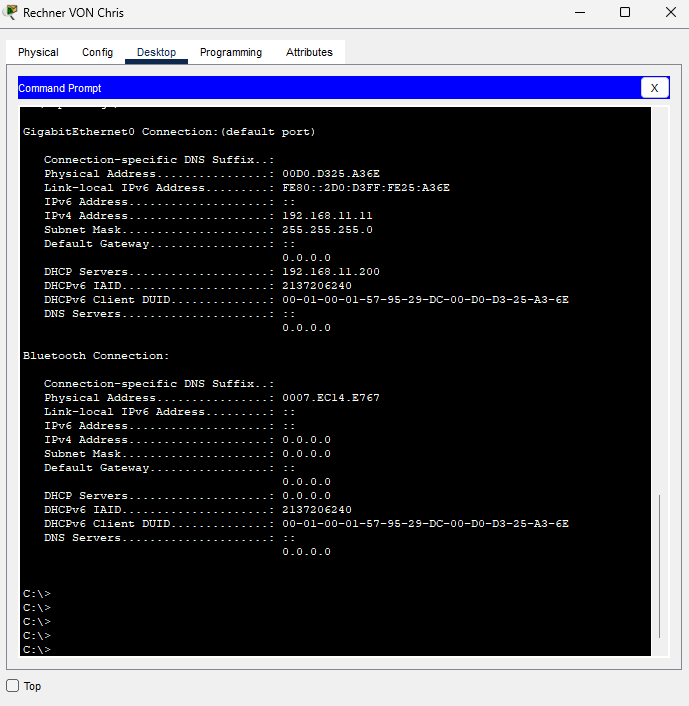 Rechner VON Chris
Physical Config Desktop Programming Attributes
Command Prompt X
GigabitEthernet0 Connection:(default port)
Connection-specific DNS Suffix..:
Physical Address................: 00D0.D325.A36E
Link-local IPv6 Address.........: FE80::2D0:D3FF:FE25:A36E
IPv6 Address....................: ::
IPv4 Address....................: 192.168.11.11
Subnet Mask.....................: 255.255.255.0
Default Gateway.................: ::
0.0.0.0
DHCP Servers....................: 192.168.11.200
DHCPv6 IAID.....................: 2137206240
DHCPv6 Client DUID..............: 00-01-00-01-57-95-29-DC-00-D0-D3-25-A3-6E
DNS Servers.....................: ::
0.0.0.0
Bluetooth Connection:
Connection-specific DNS Suffix..:
Physical Address................: 0007.EC14.E767
Link-local IPv6 Address.........: ::
IPv6 Address....................: ::
IPv4 Address....................: 0.0.0.0
Subnet Mask.....................: 0.0.0.0
Default Gateway.................: ::
0.0.0.0
DHCP Servers....................: 0.0.0.0
DHCPv6 IAID.....................: 2137206240
DHCPv6 Client DUID..............: 00-01-00-01-57-95-29-DC-00-D0-D3-25-A3-6E
DNS Servers.....................: ::
0.0.0.0
C:\>
C:\>
C:\>
C:\>
C:\>
Top